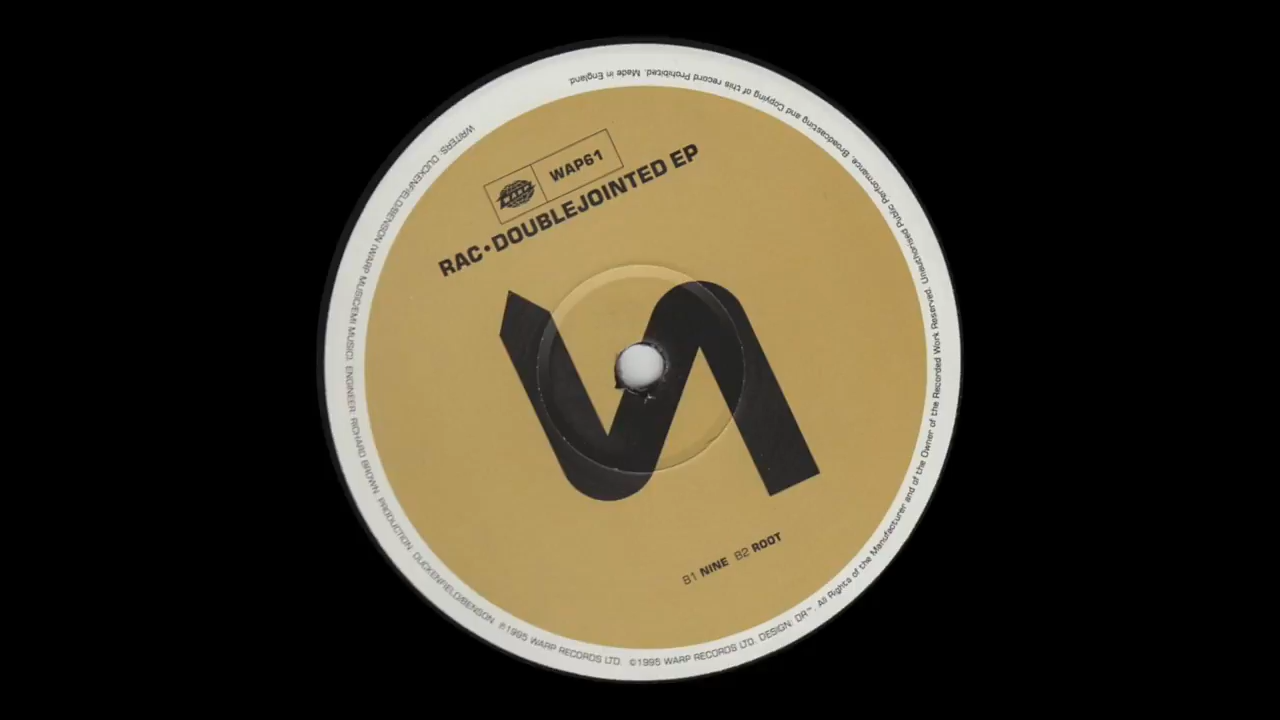 WARP
WAP61
RAC•DOUBLEJOINTED EP
B1 NINE B2 ROOT
WRITERS: DUCKENFIELD/BENSON (WARP MUSIC/EMI MUSIC). ENGINEER: RICHARD BROWN. PRODUCTION: DUCKENFIELD/BENSON. ℗1995 WARP RECORDS LTD. ©1995 WARP RECORDS LTD. DESIGN: DR™. All Rights of the Manufacturer and of the Owner of the Recorded Work Reserved. Unauthorised Public Performance, Broadcasting and Copying of this record Prohibited. Made in England.